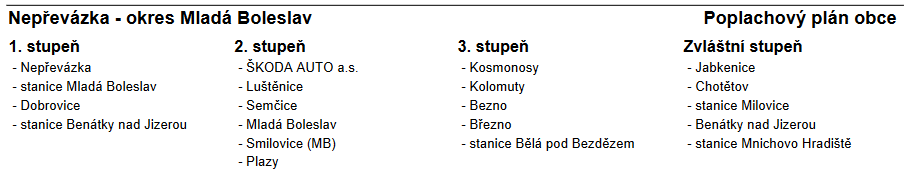 Nepřevázka - okres Mladá Boleslav
Poplachový plán obce
1. stupeň
- Nepřevázka
- stanice Mladá Boleslav
- Dobrovice
- stanice Benátky nad Jizerou
2. stupeň
- ŠKODA AUTO a.s.
- Luštěnice
- Semčice
- Mladá Boleslav
- Smilovice (MB)
- Plazy
3. stupeň
- Kosmonosy
- Kolomuty
- Bezno
- Březno
- stanice Bělá pod Bezdězem
Zvláštní stupeň
- Jabkenice
- Chotětov
- stanice Milovice
- Benátky nad Jizerou
- stanice Mnichovo Hradiště